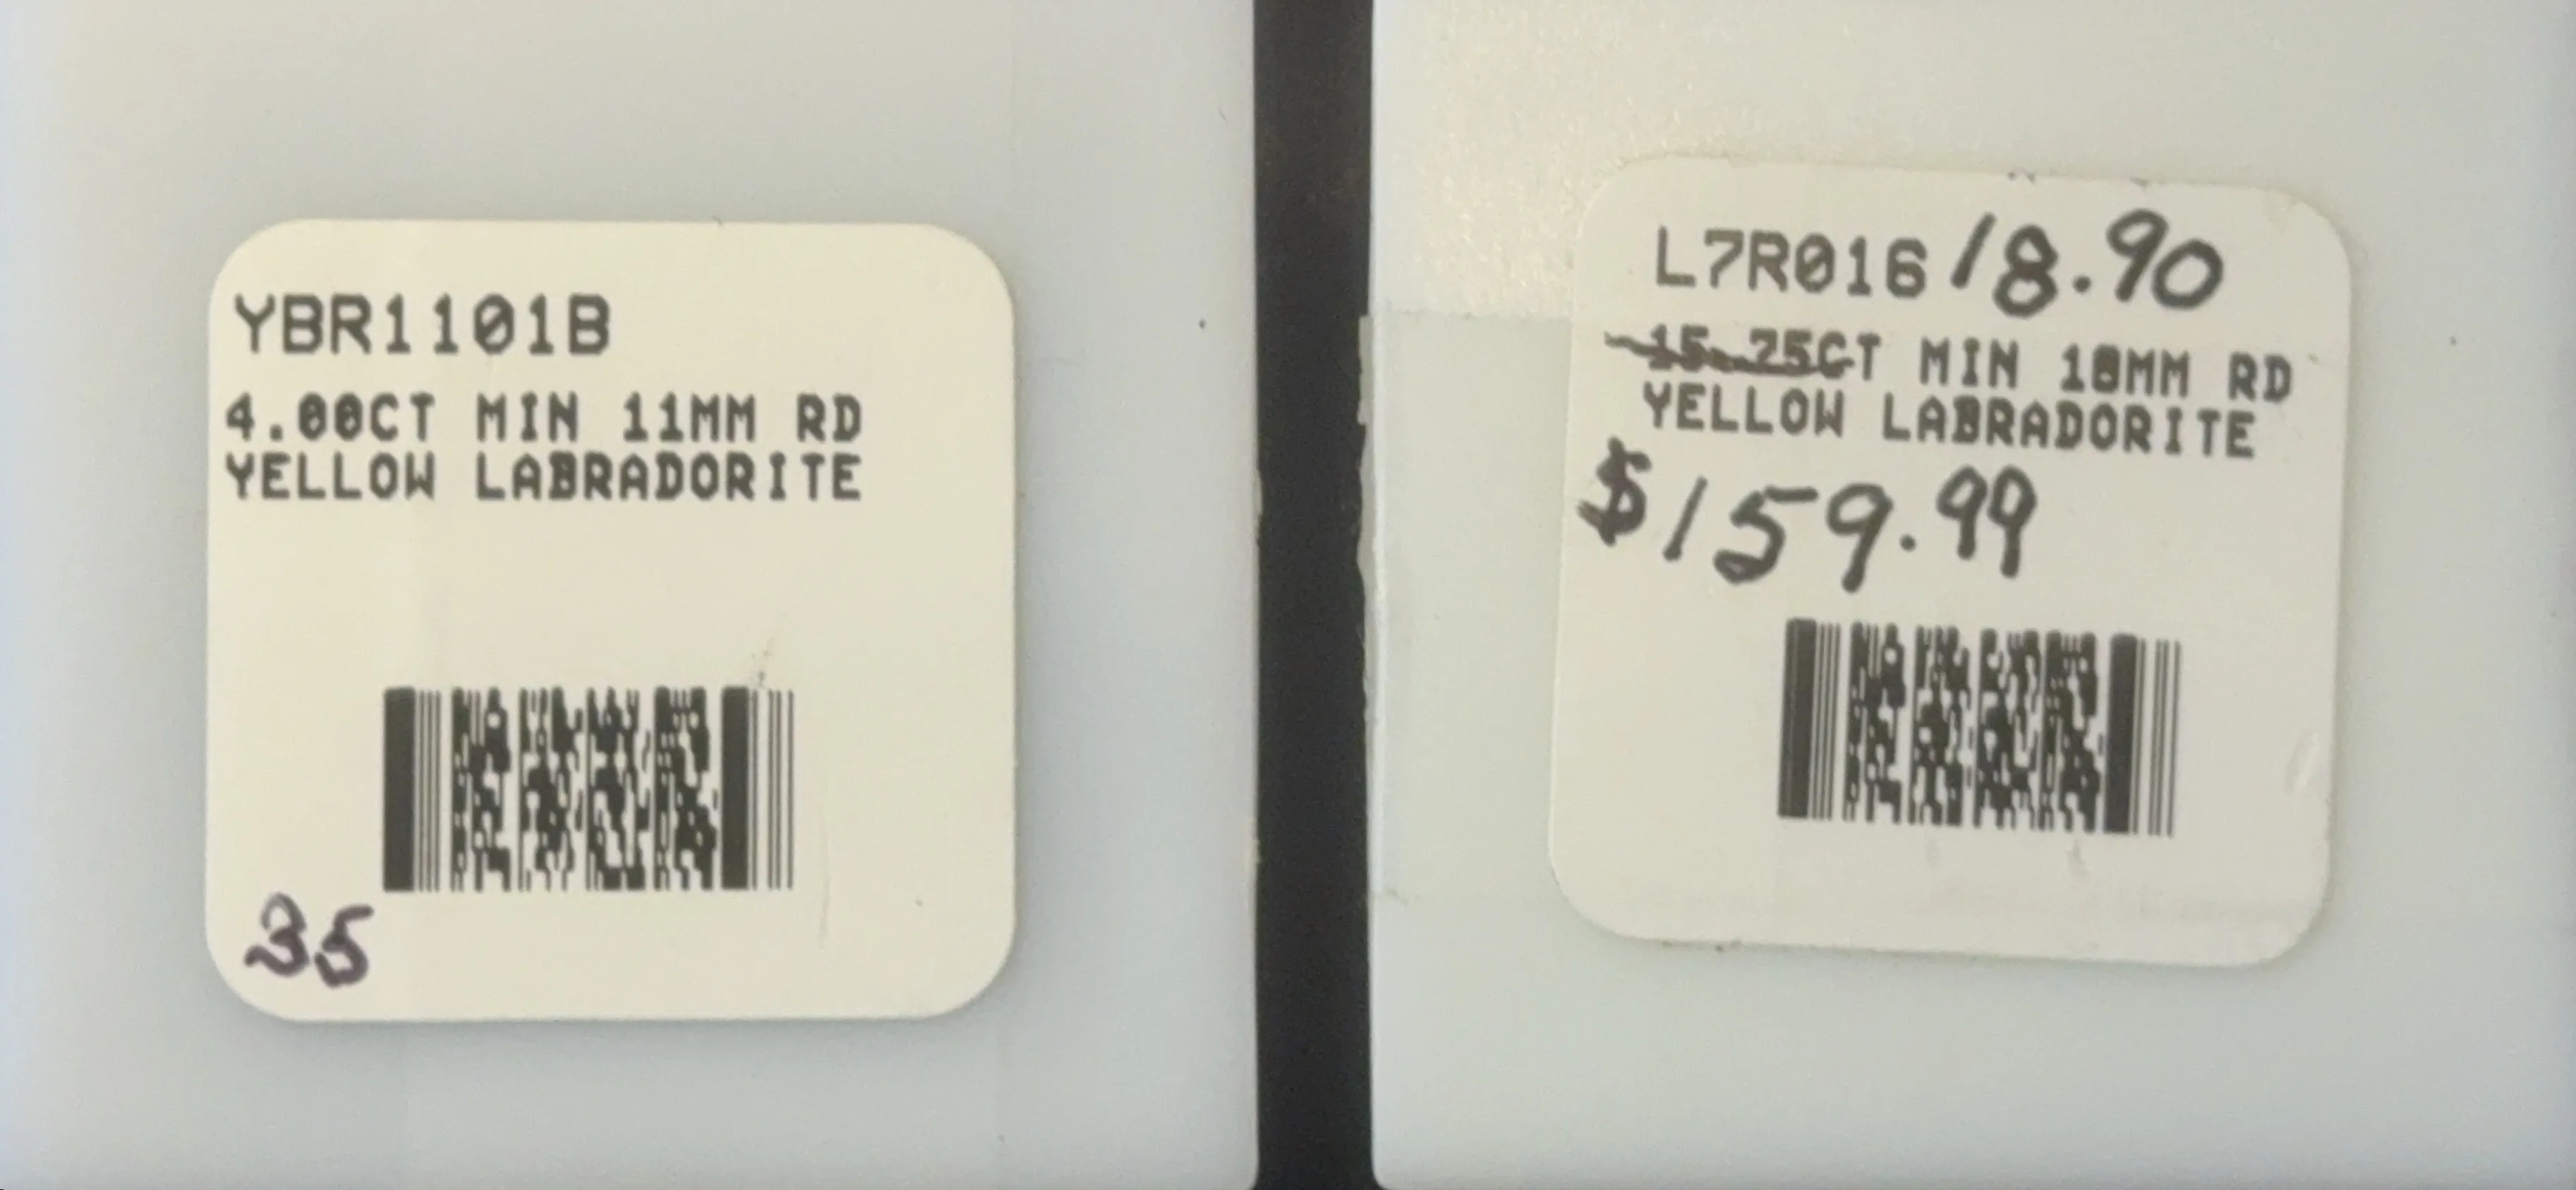 YBR1101B
4.00CT MIN 11MM RD
YELLOW LABRADORITE
35
L7R016 18.90
15.75CT MIN 18MM RD
YELLOW LABRADORITE
$159.99